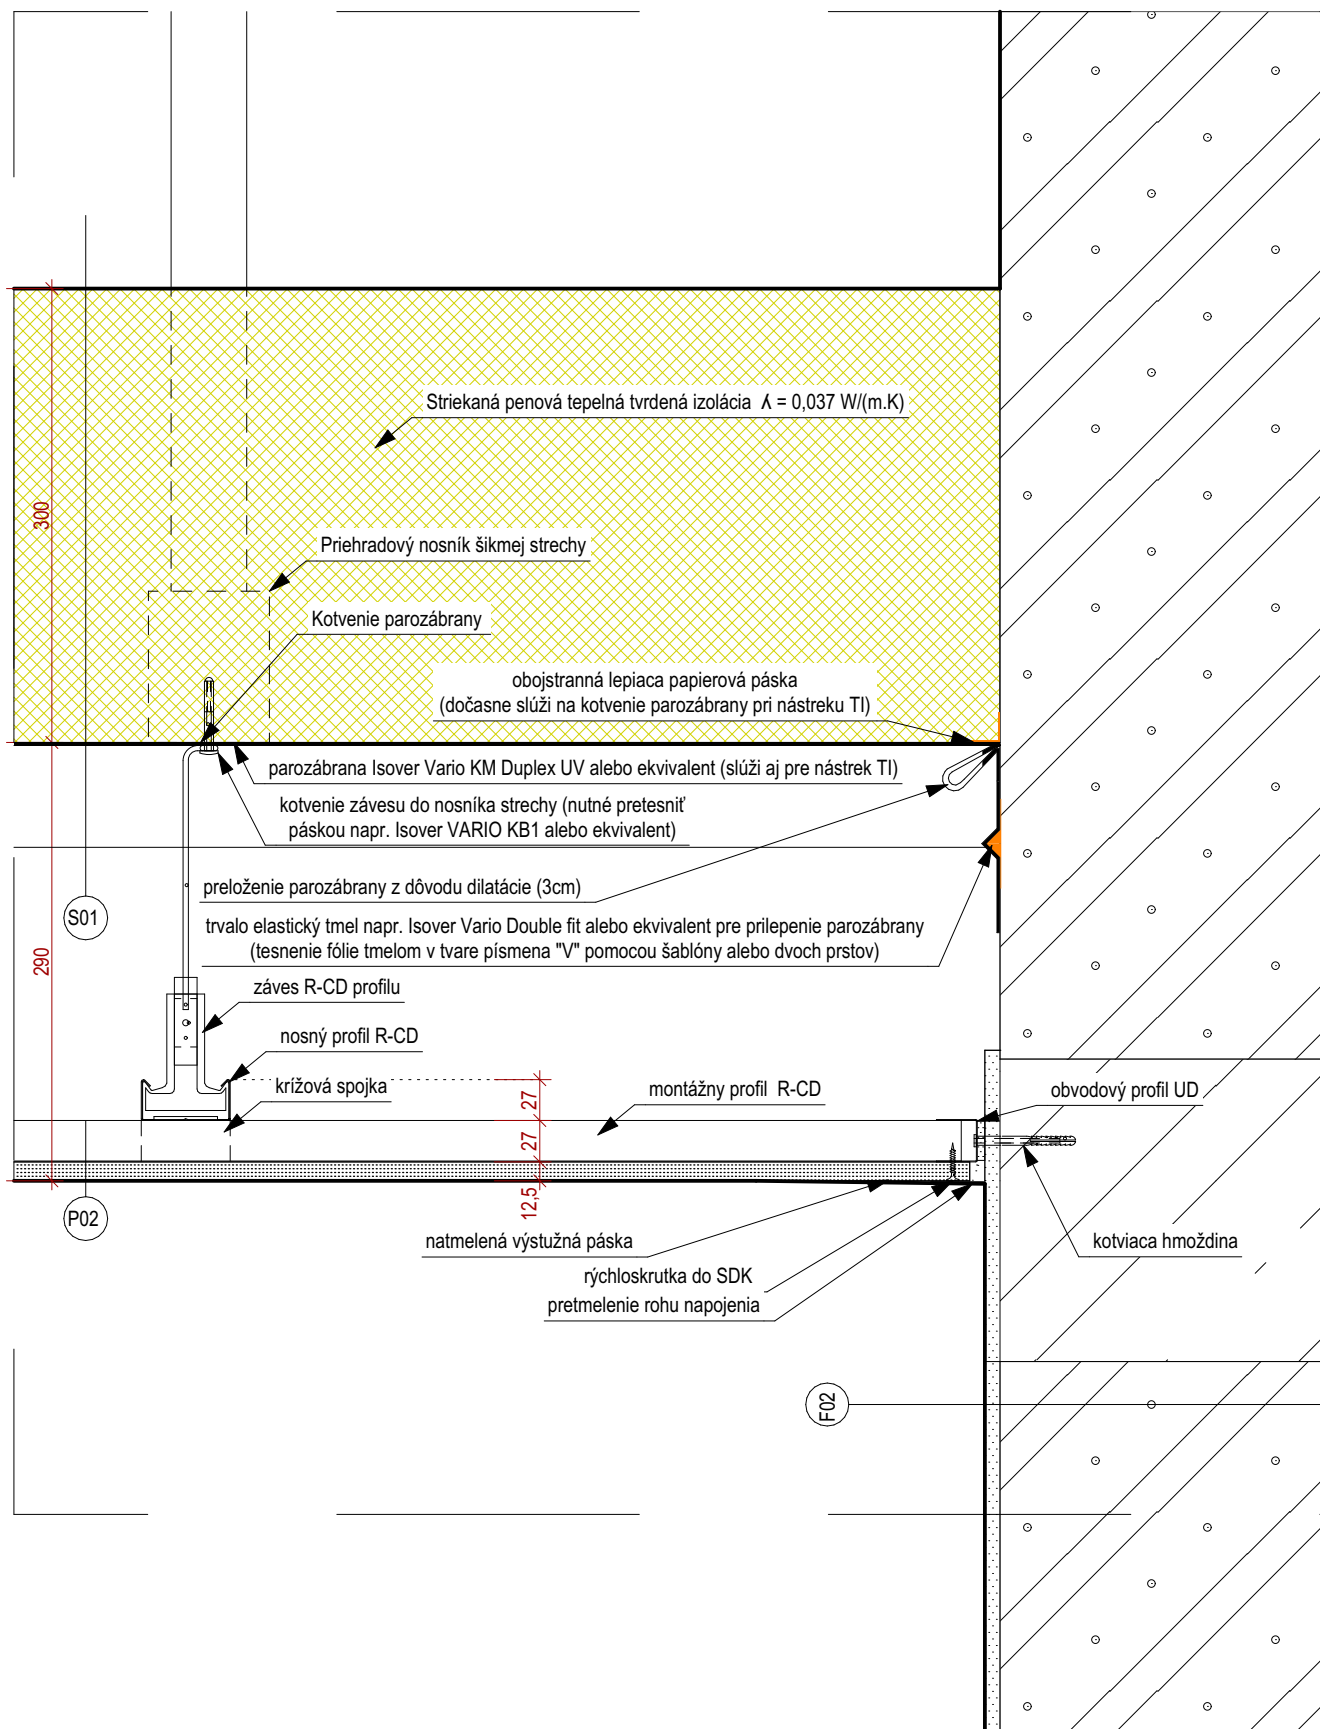 Striekaná penová tepelná tvrdená izolácia ʎ = 0,037 W/(m.K)
300
Priehradový nosník šikmej strechy
Kotvenie parozábrany
obojstranná lepiaca papierová páska
(dočasne slúži na kotvenie parozábrany pri nástreku TI)
parozábrana Isover Vario KM Duplex UV alebo ekvivalent (slúži aj pre nástrek TI)
kotvenie závesu do nosníka strechy (nutné pretesniť
páskou napr. Isover VARIO KB1 alebo ekvivalent)
preloženie parozábrany z dôvodu dilatácie (3cm)
S01
trvalo elastický tmel napr. Isover Vario Double fit alebo ekvivalent pre prilepenie parozábrany
(tesnenie fólie tmelom v tvare písmena "V" pomocou šablóny alebo dvoch prstov)
290
záves R-CD profilu
nosný profil R-CD
krížová spojka
27
montážny profil R-CD
obvodový profil UD
27
12,5
P02
natmelená výstužná páska
kotviaca hmoždina
rýchloskrutka do SDK
pretmelenie rohu napojenia
F02